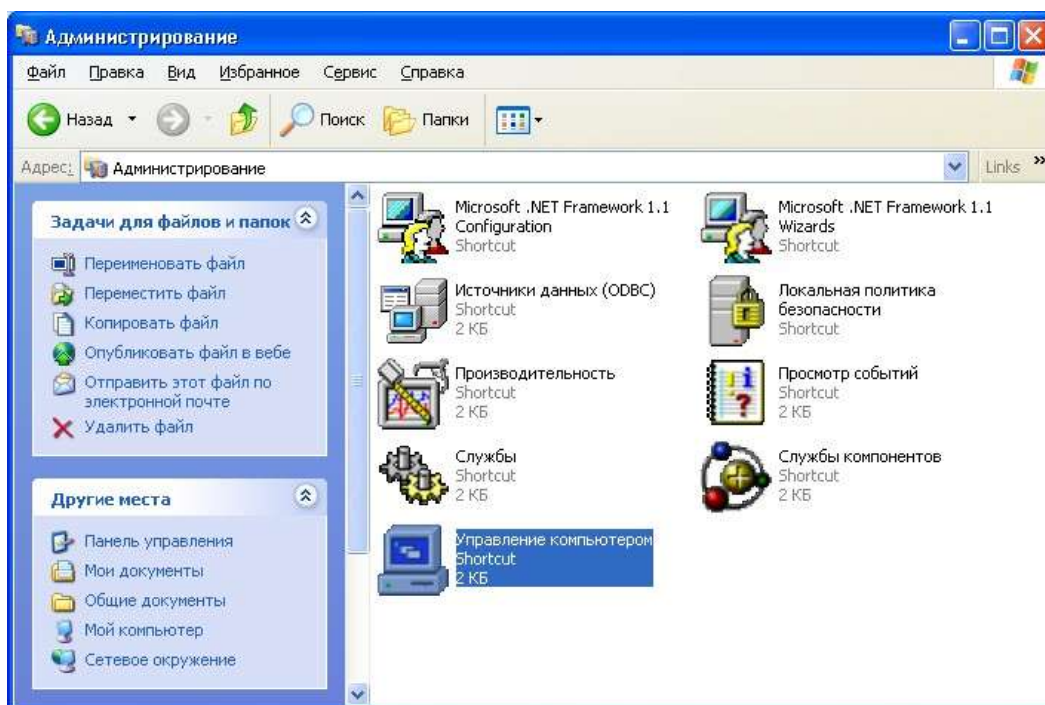 Администрирование
Файл Правка Вид Избранное Сервис Справка
Назад Поиск Папки
Адрес: Администрирование Links »
Задачи для файлов и папок
Переименовать файл
Переместить файл
Копировать файл
Опубликовать файл в вебе
Отправить этот файл по
электронной почте
Удалить файл
Другие места
Панель управления
Мои документы
Общие документы
Мой компьютер
Сетевое окружение
Microsoft .NET Framework 1.1
Configuration
Shortcut
Microsoft .NET Framework 1.1
Wizards
Shortcut
Источники данных (ODBC)
Shortcut
2 КБ
Локальная политика
безопасности
Shortcut
Производительность
Shortcut
2 КБ
Просмотр событий
Shortcut
2 КБ
Службы
Shortcut
2 КБ
Службы компонентов
Shortcut
2 КБ
Управление компьютером
Shortcut
2 КБ